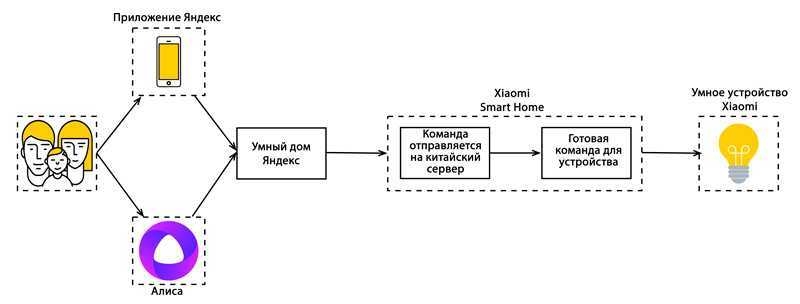 Приложение Яндекс
Xiaomi
Smart Home
Умное устройство
Xiaomi
Умный дом
Яндекс
Команда
отправляется
на китайский
сервер
Готовая
команда для
устройства
Алиса